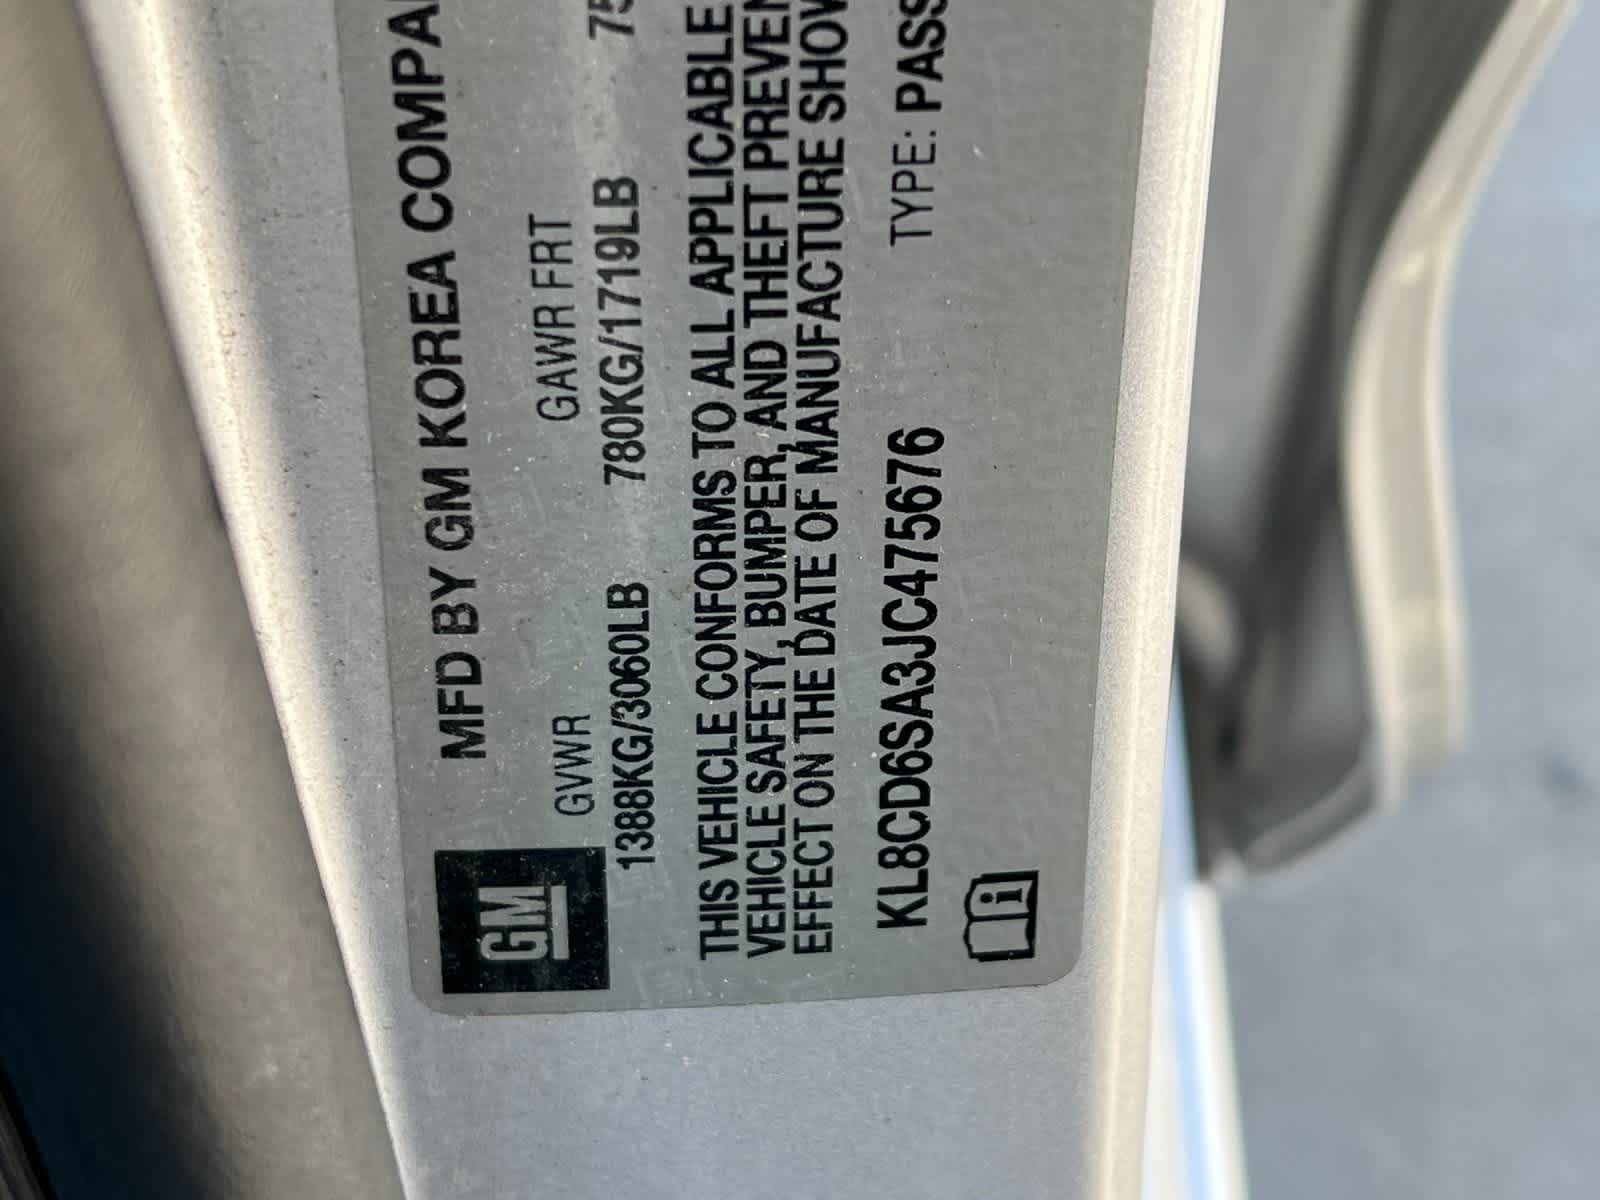 GM
MFD BY GM KOREA COMPA
GVWR GAWR FRT
1388KG/3060LB 780KG/1719LB 75
THIS VEHICLE CONFORMS TO ALL APPLICABLE
VEHICLE SAFETY, BUMPER, AND THEFT PREVEN
EFFECT ON THE DATE OF MANUFACTURE SHOW
KL8CD6SA3JC475676 TYPE: PASS
i